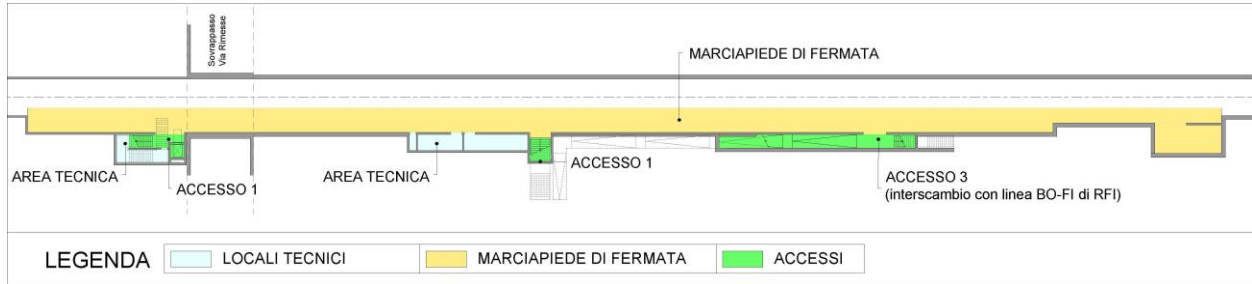 Sovrappasso
Via Rimesse
MARCIAPIEDE DI FERMATA
AREA TECNICA
ACCESSO 1
AREA TECNICA
ACCESSO 1
ACCESSO 3
(interscambio con linea BO-FI di RFI)
LEGENDA
LOCALI TECNICI
MARCIAPIEDE DI FERMATA
ACCESSI